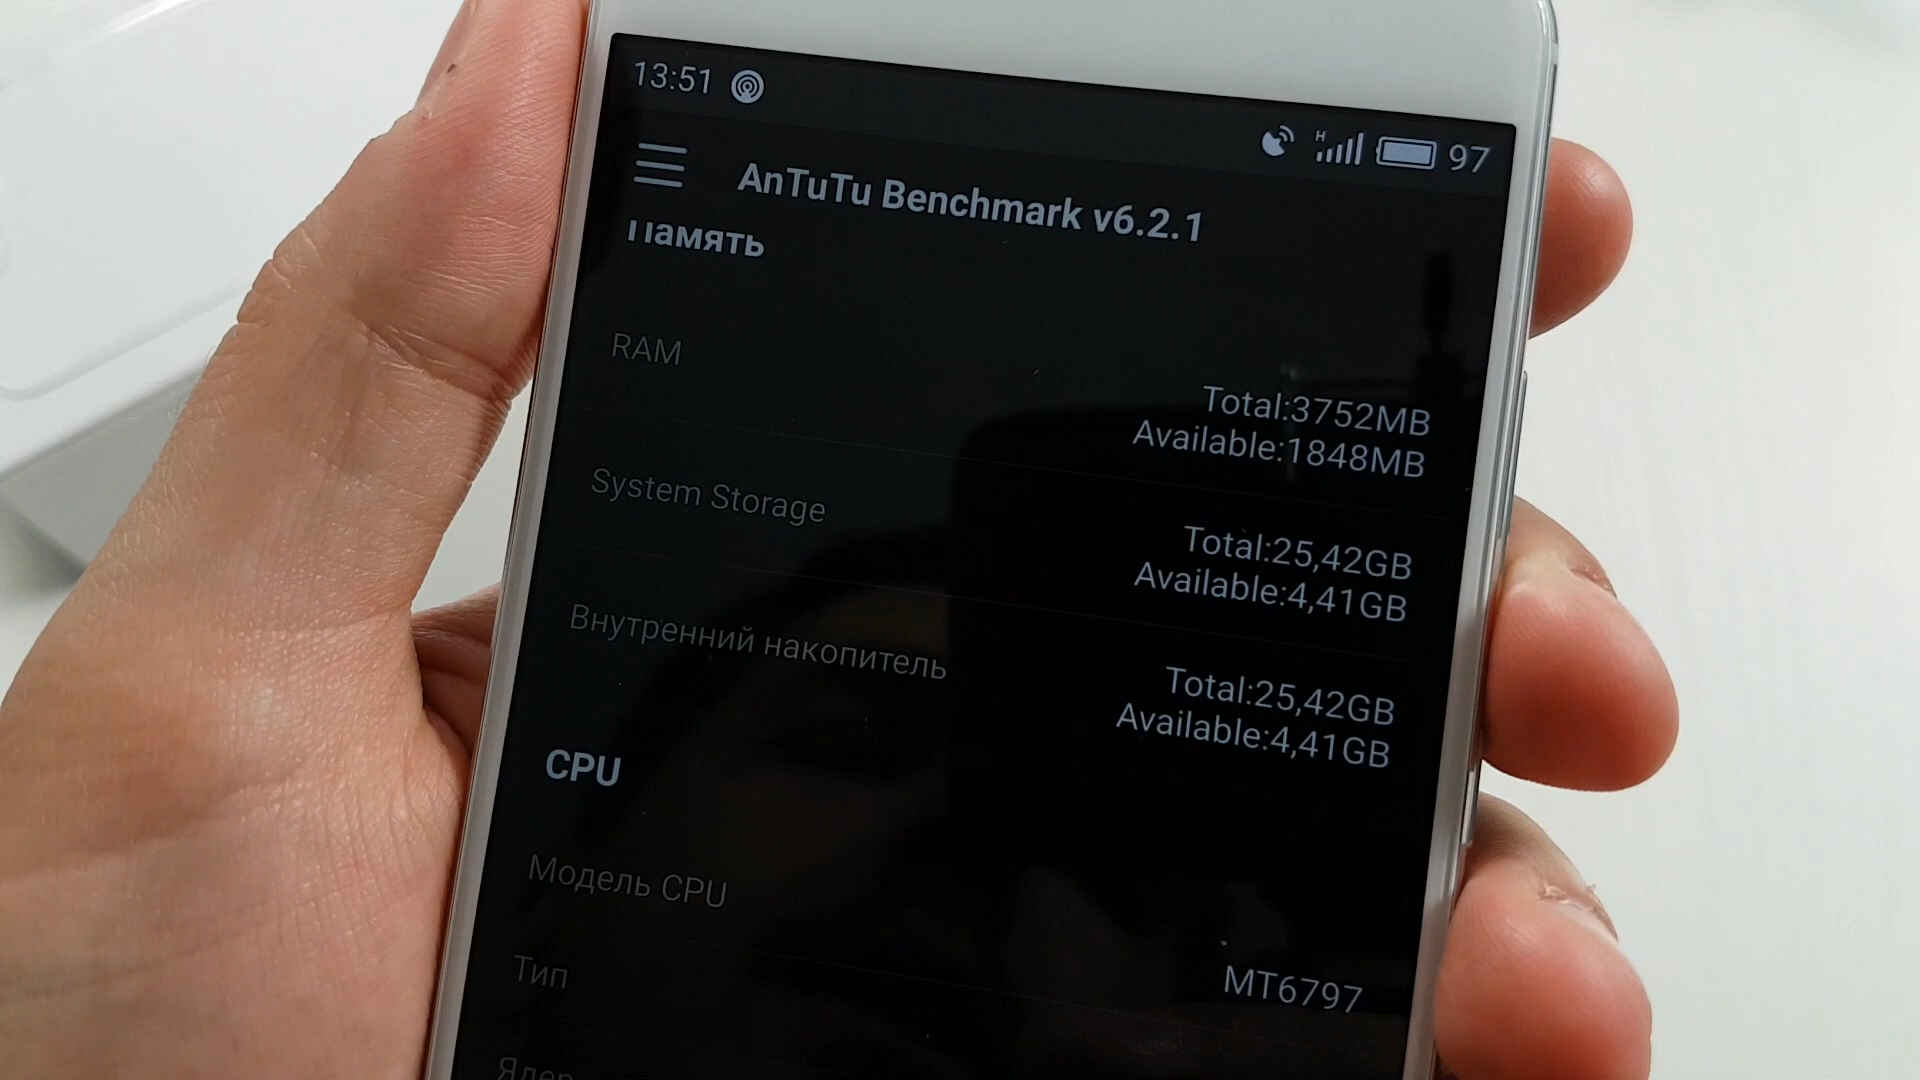 13:51
H 97
AnTuTu Benchmark v6.2.1
Память
RAM
Total:3752MB
Available:1848MB
System Storage
Total:25,42GB
Available:4,41GB
Внутренний накопитель
Total:25,42GB
Available:4,41GB
CPU
Модель CPU
MT6797
Тип
Ядер